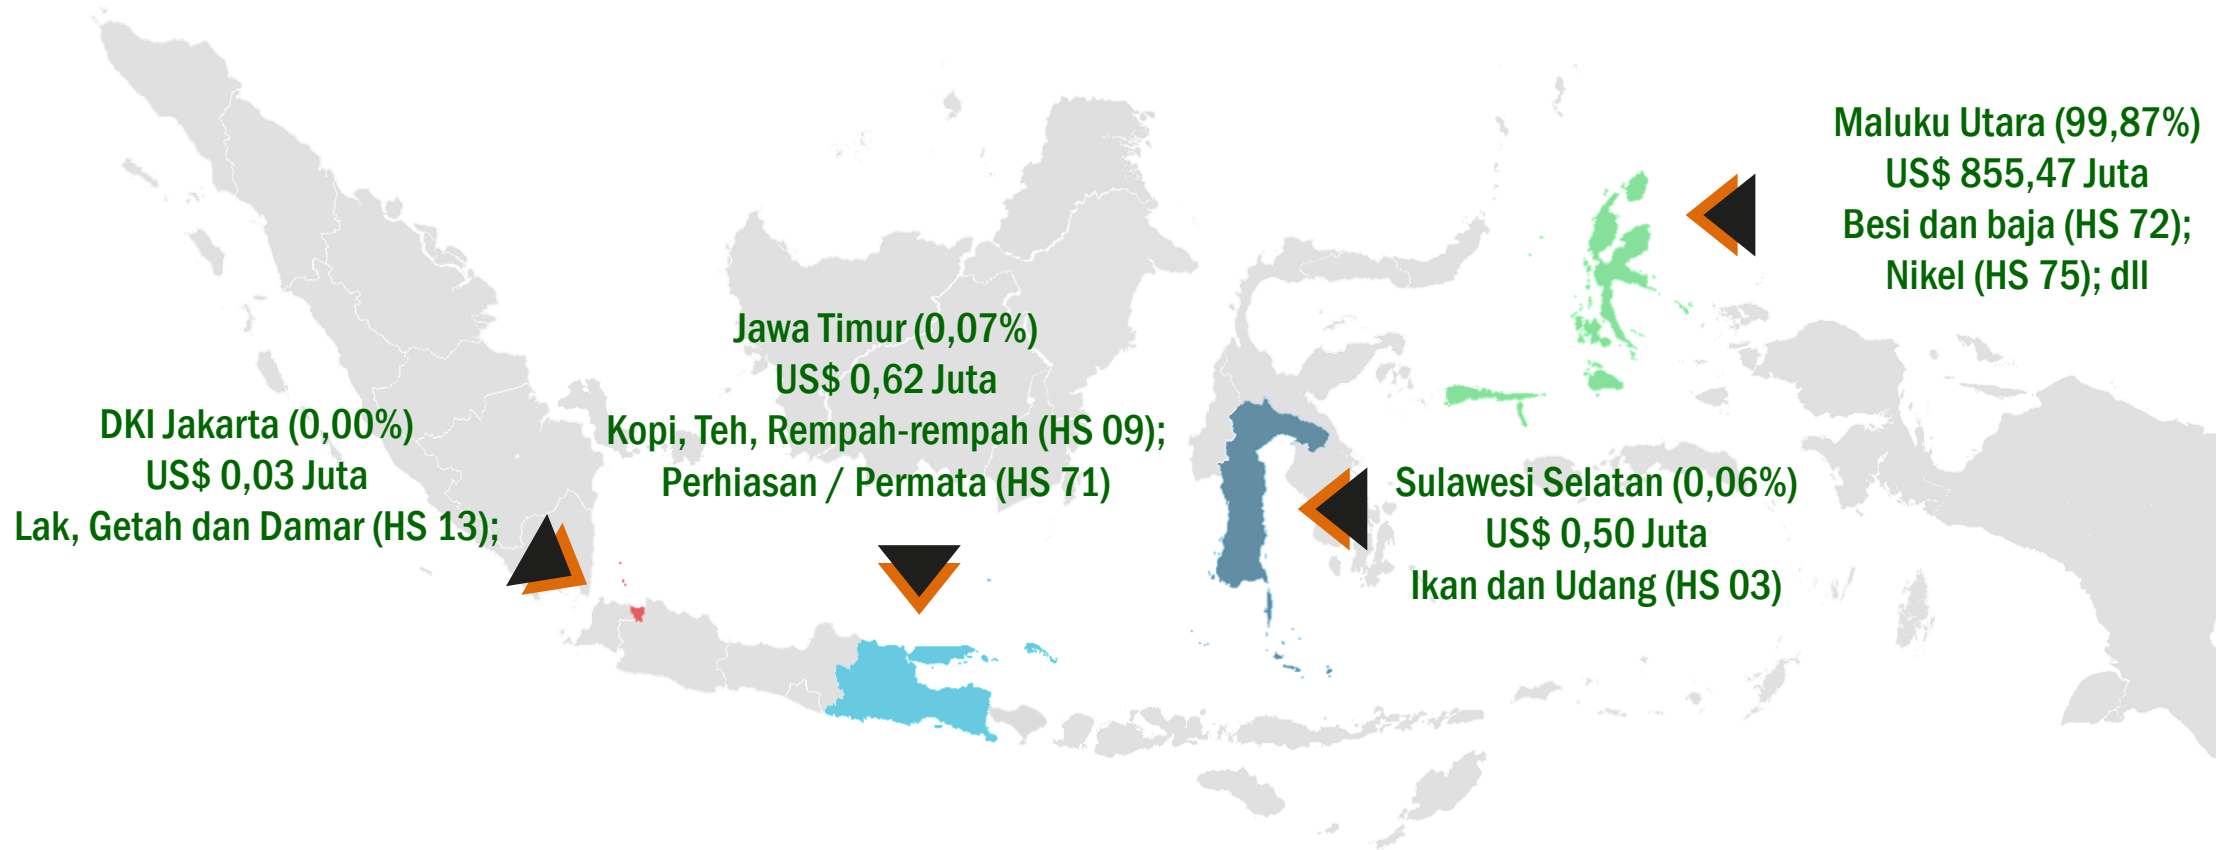 Maluku Utara (99,87%)
US$ 855,47 Juta
Besi dan baja (HS 72);
Nikel (HS 75); dll
Jawa Timur (0,07%)
US$ 0,62 Juta
Kopi, Teh, Rempah-rempah (HS 09);
Perhiasan / Permata (HS 71)
DKI Jakarta (0,00%)
US$ 0,03 Juta
Lak, Getah dan Damar (HS 13);
Sulawesi Selatan (0,06%)
US$ 0,50 Juta
Ikan dan Udang (HS 03)